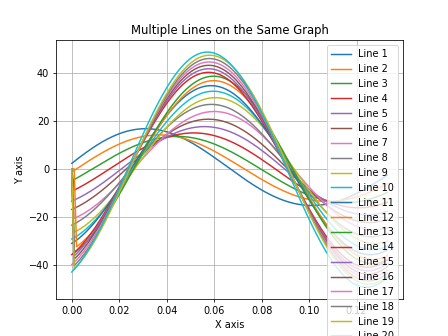 Multiple Lines on the Same Graph
Y axis
40
20
0
−20
−40
0.00
0.02
0.04
0.06
0.08
0.10
X axis
Line 1
Line 2
Line 3
Line 4
Line 5
Line 6
Line 7
Line 8
Line 9
Line 10
Line 11
Line 12
Line 13
Line 14
Line 15
Line 16
Line 17
Line 18
Line 19
Line 20